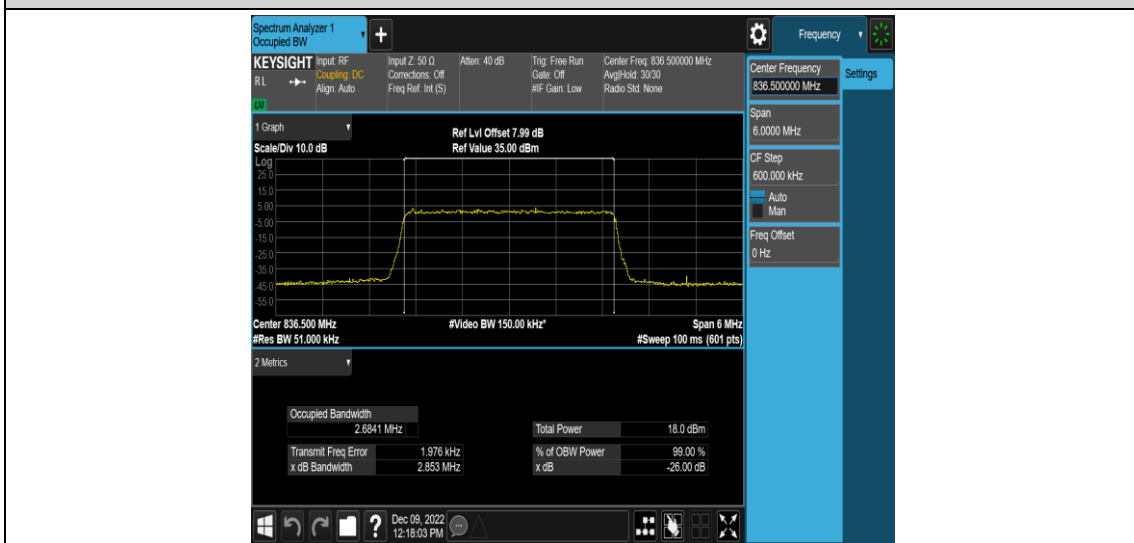 Spectrum Analyzer 1
Occupied BW
Frequency
KEYSIGHT Input: RF Input Z: 50 Ω Atten: 40 dB Trig: Free Run Center Freq: 836.500000 MHz
RL Coupling: DC Corrections: Off Gate: Off Avg|Hold: 30/30
Align: Auto Freq Ref: Int (S) #IF Gain: Low Radio Std: None
Center Frequency
836.500000 MHz
Settings
Span
6.0000 MHz
CF Step
600.000 kHz
Auto
Man
Freq Offset
0 Hz
1 Graph
Ref Lvl Offset 7.99 dB
Scale/Div 10.0 dB Ref Value 35.00 dBm
Log
25.0
15.0
5.00
-5.00
-15.0
-25.0
-35.0
-45.0
-55.0
Center 836.500 MHz #Video BW 150.00 kHz* Span 6 MHz
#Res BW 51.000 kHz #Sweep 100 ms (601 pts)
2 Metrics
Occupied Bandwidth
2.6841 MHz Total Power 18.0 dBm
Transmit Freq Error 1.976 kHz % of OBW Power 99.00 %
x dB Bandwidth 2.853 MHz x dB -26.00 dB
?
Dec 09, 2022
12:18:03 PM